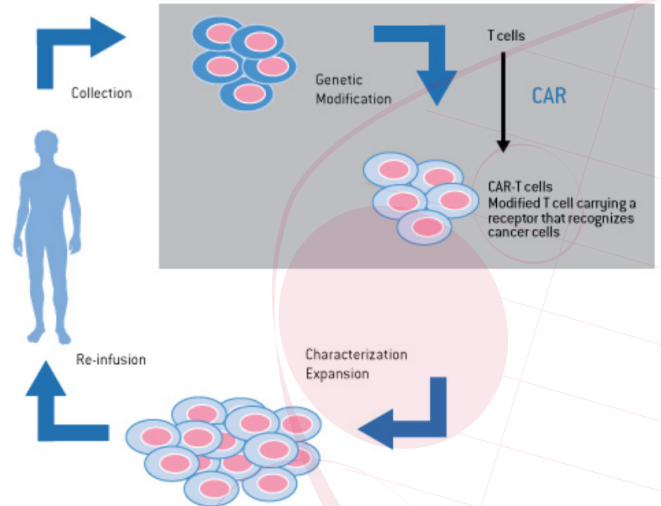 Collection
Genetic
Modification
T cells
CAR
CAR-T cells
Modified T cell carrying a
receptor that recognizes
cancer cells
Re-infusion
Characterization
Expansion